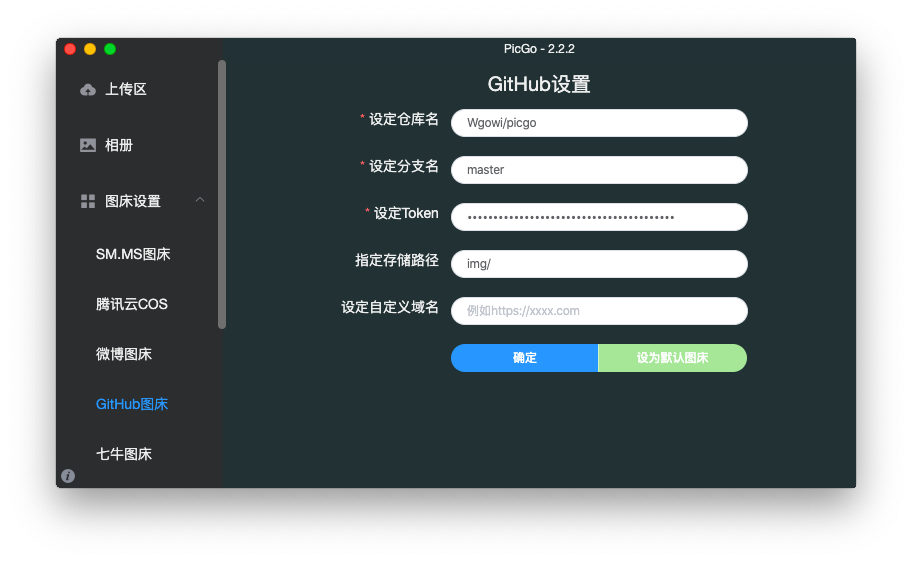 PicGo - 2.2.2
上传区
相册
图床设置
SM.MS图床
腾讯云COS
微博图床
GitHub图床
七牛图床
GitHub设置
* 设定仓库名 Wgowi/picgo
* 设定分支名 master
* 设定Token ••••••••••••••••••••••••••••••••••••••••
指定存储路径 img/
设定自定义域名 例如https://xxxx.com
确定 设为默认图床